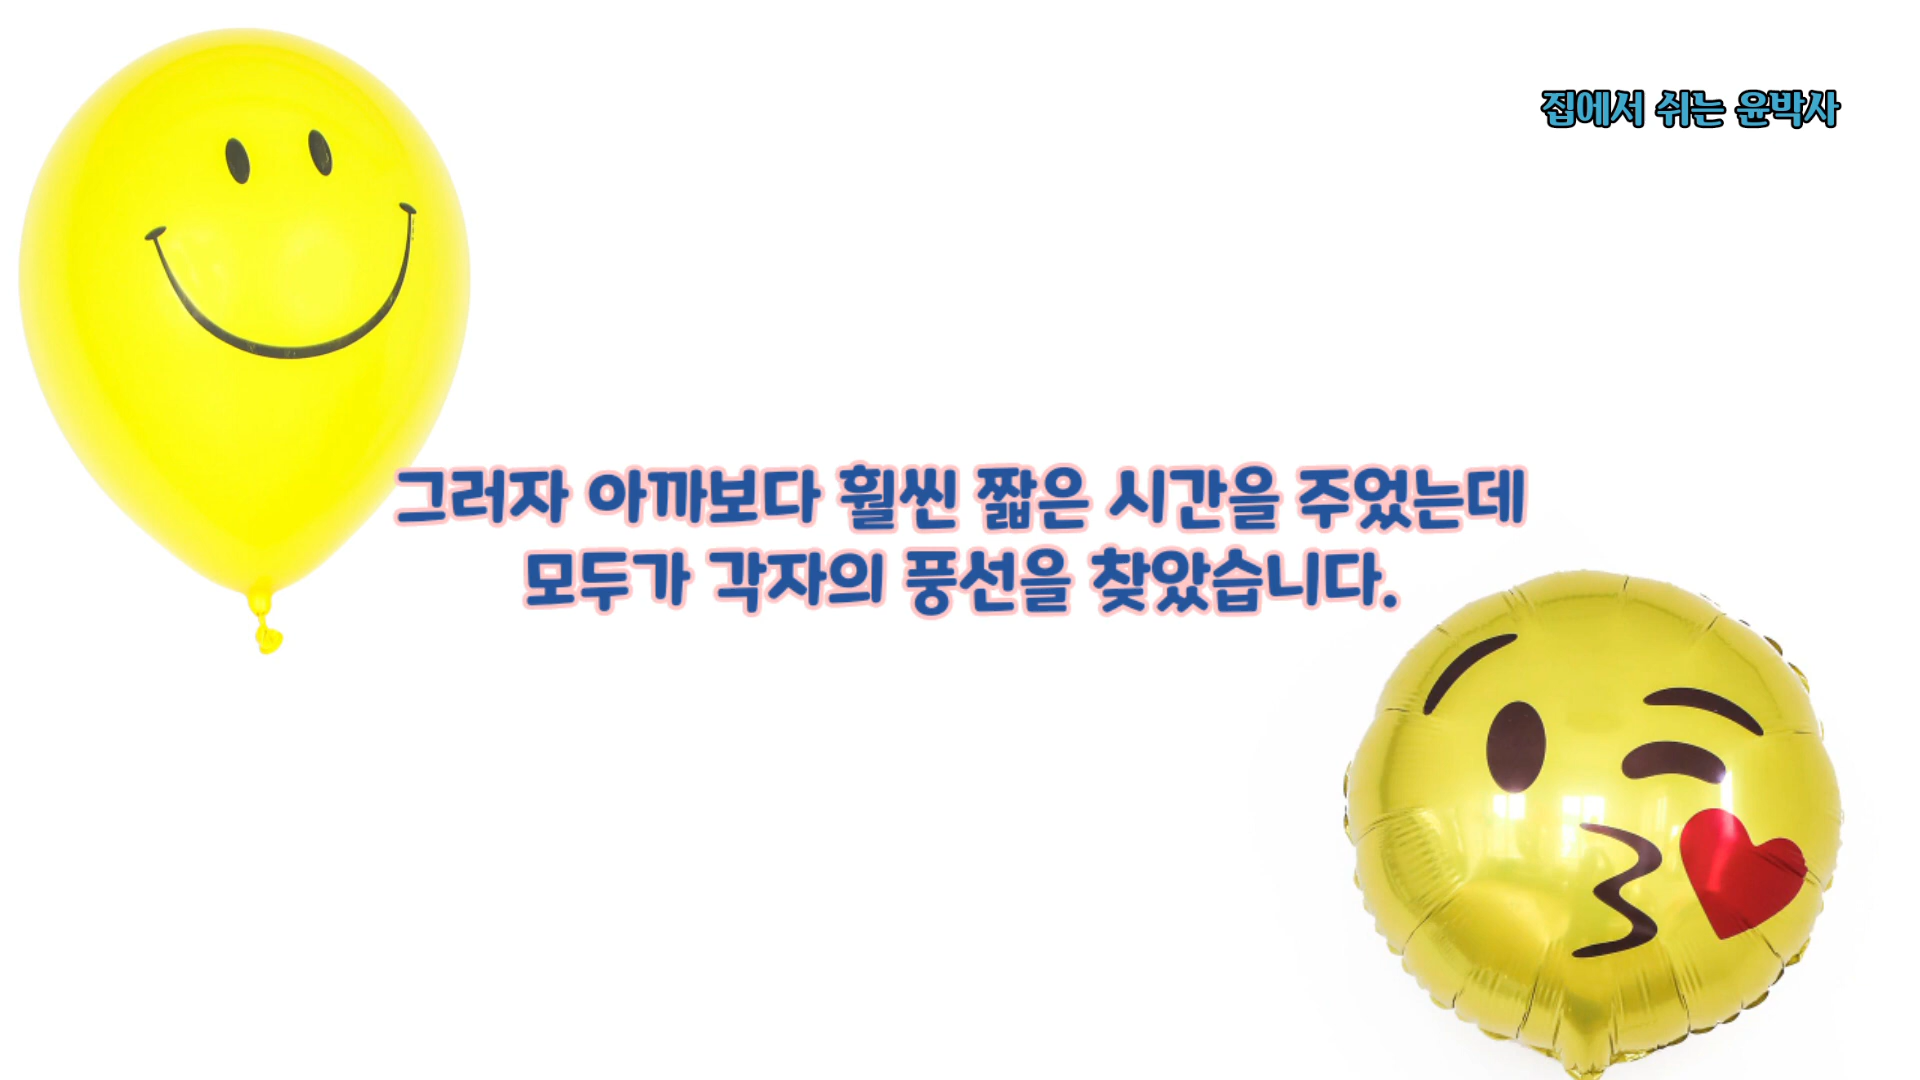 집에서 쉬는 윤박사
그러자 아까보다 훨씬 짧은 시간을 주었는데
모두가 각자의 풍선을 찾았습니다.